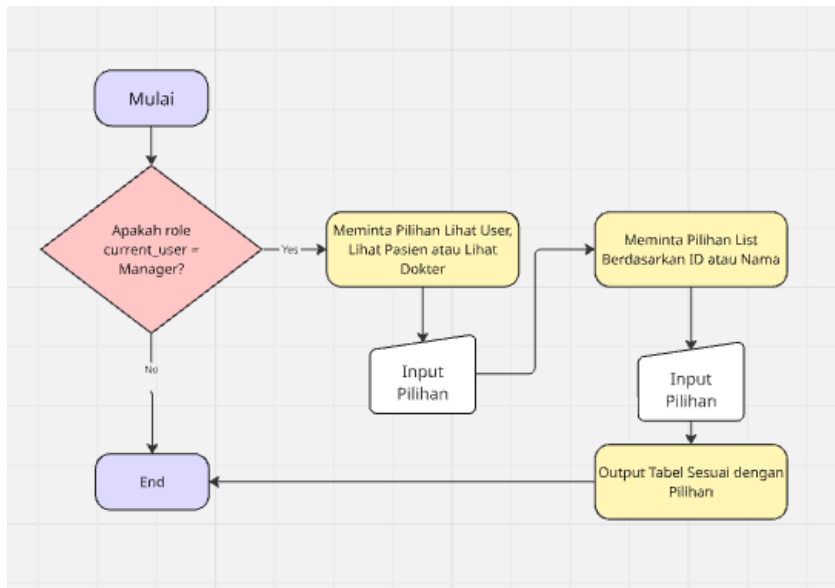 Mulai
Apakah role
current_user =
Manager?
Yes
Meminta Pilihan Lihat User,
Lihat Pasien atau Lihat
Dokter
Meminta Pilihan List
Berdasarkan ID atau Nama
Input
Pilihan
Input
Pilihan
No
End
Output Tabel Sesuai dengan
Pilihan